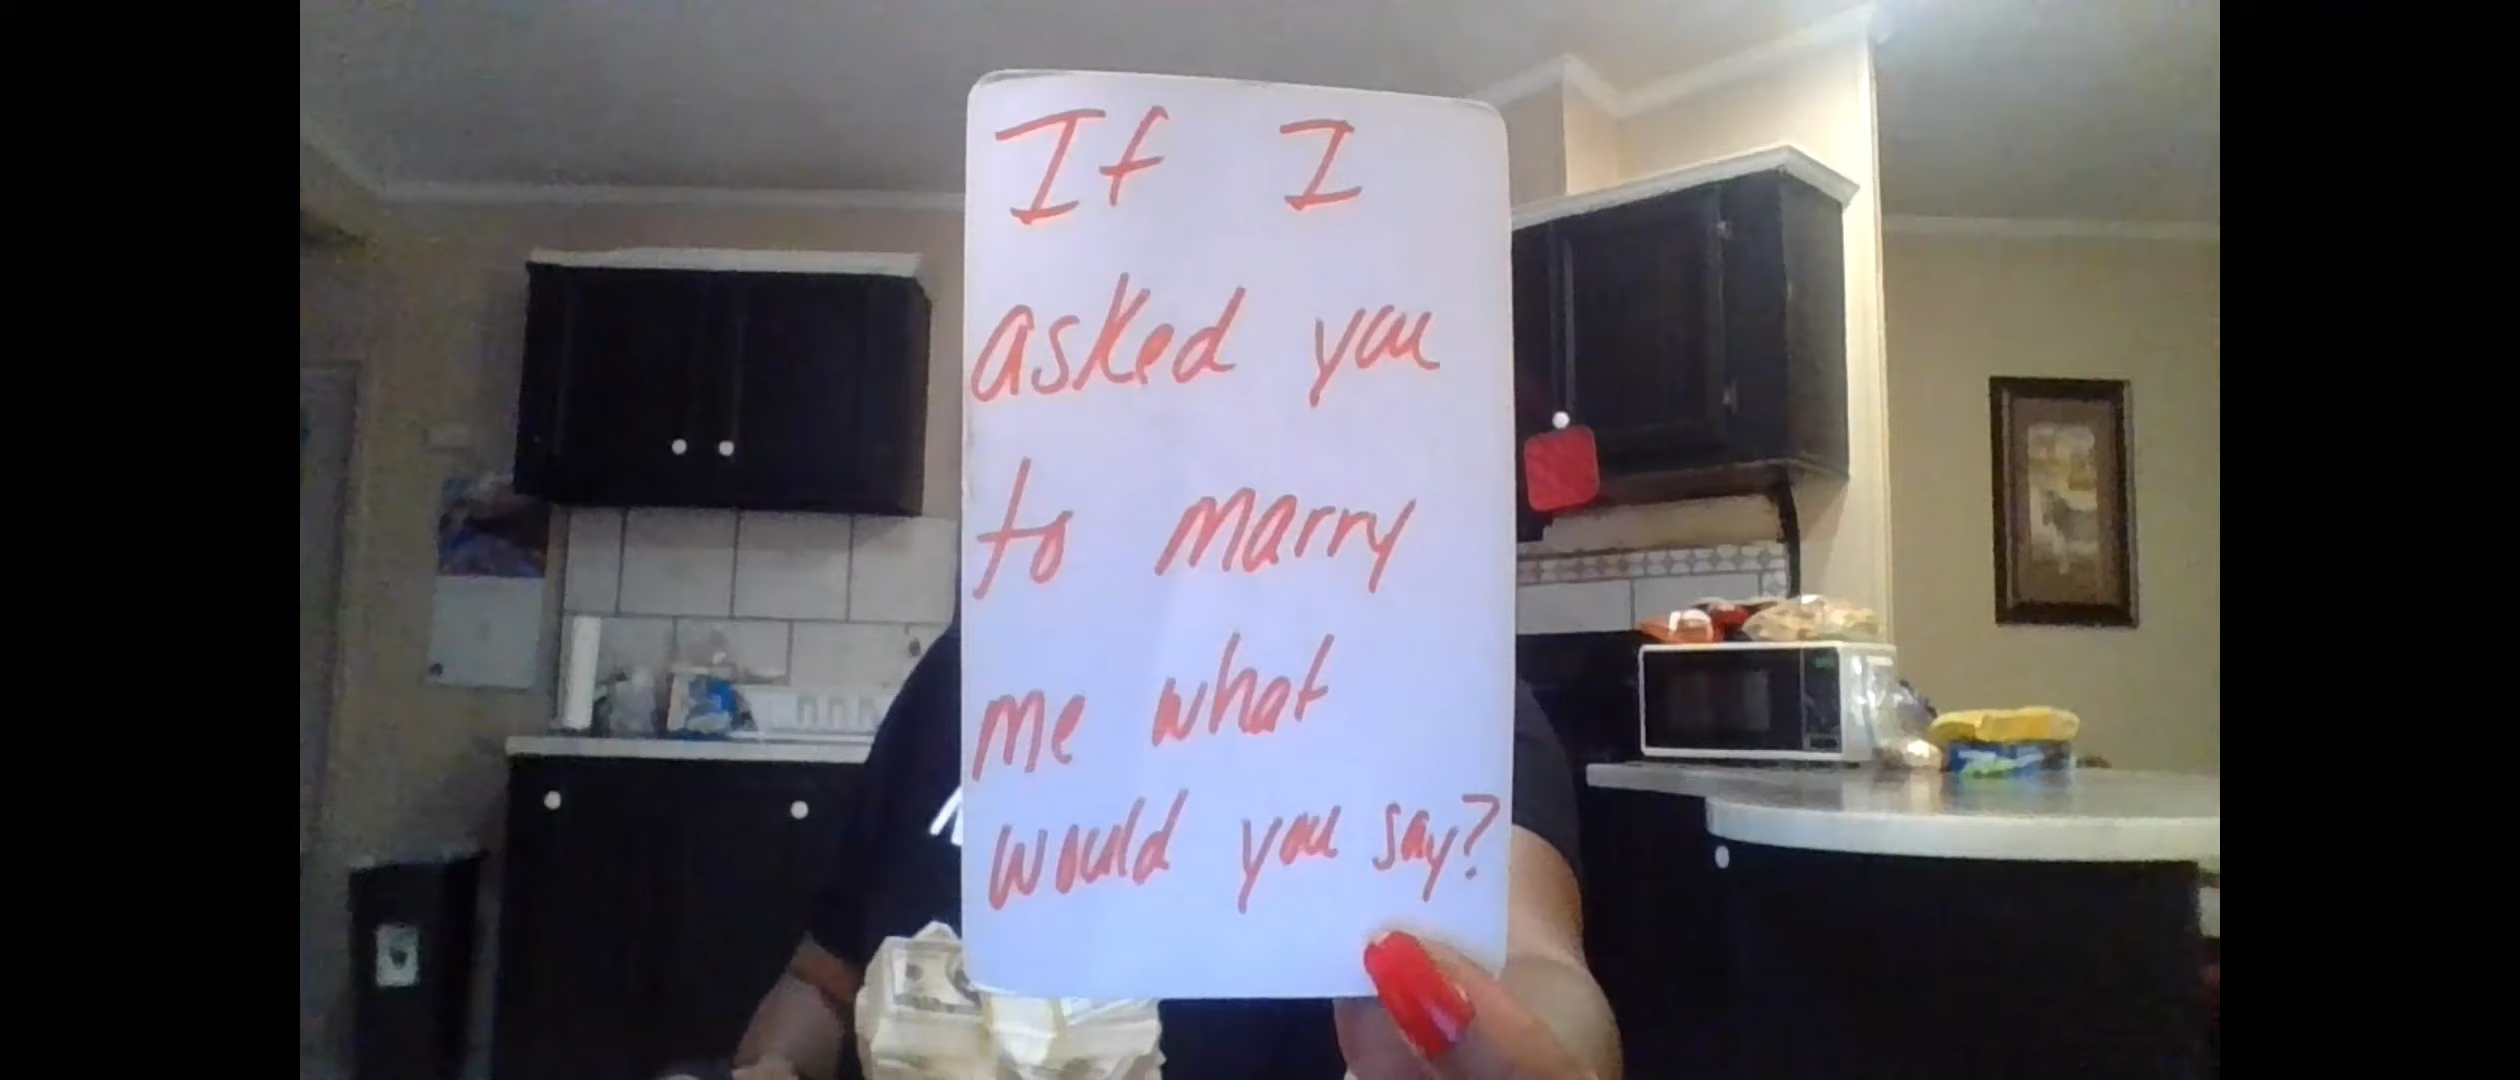 If I
asked you
to marry
me what
would you say?